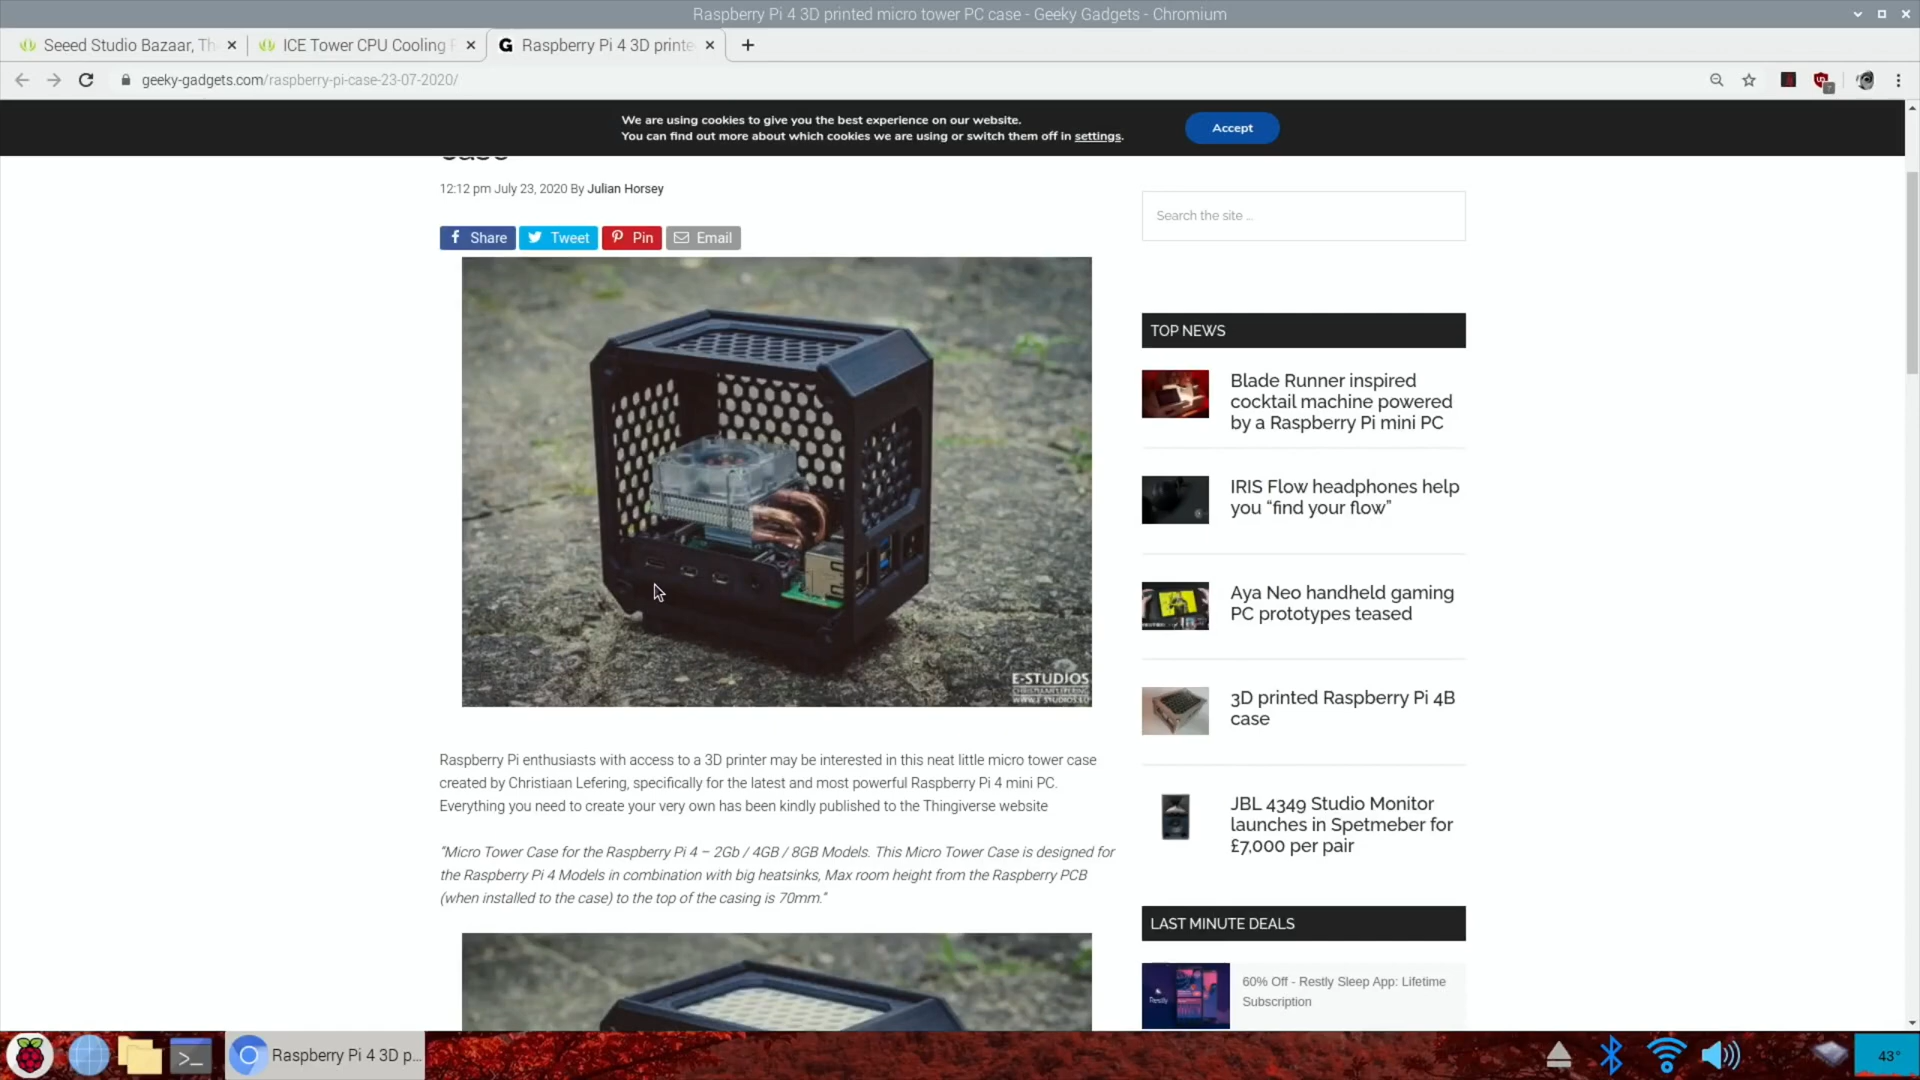 Raspberry Pi 4 3D printed micro tower PC case - Geeky Gadgets - Chromium
Seeed Studio Bazaar, Th
ICE Tower CPU Cooling F
Raspberry Pi 4 3D printe
geeky-gadgets.com/raspberry-pi-case-23-07-2020/
We are using cookies to give you the best experience on our website.
You can find out more about which cookies we are using or switch them off in settings.
Accept
case
12:12 pm July 23, 2020 By Julian Horsey
Share
Tweet
Pin
Email
E-STUDIOS
CHRISTIAAN LEFERING
WWW.E-STUDIOS.EU
Raspberry Pi enthusiasts with access to a 3D printer may be interested in this neat little micro tower case
created by Christiaan Lefering, specifically for the latest and most powerful Raspberry Pi 4 mini PC.
Everything you need to create your very own has been kindly published to the Thingiverse website
“Micro Tower Case for the Raspberry Pi 4 – 2Gb / 4GB / 8GB Models. This Micro Tower Case is designed for
the Raspberry Pi 4 Models in combination with big heatsinks, Max room height from the Raspberry PCB
(when installed to the case) to the top of the casing is 70mm.”
Search the site ...
TOP NEWS
Blade Runner inspired
cocktail machine powered
by a Raspberry Pi mini PC
IRIS Flow headphones help
you “find your flow”
Aya Neo handheld gaming
PC prototypes teased
3D printed Raspberry Pi 4B
case
JBL 4349 Studio Monitor
launches in Spetmeber for
£7,000 per pair
LAST MINUTE DEALS
Restly
60% Off - Restly Sleep App: Lifetime
Subscription
Raspberry Pi 4 3D p...
43°